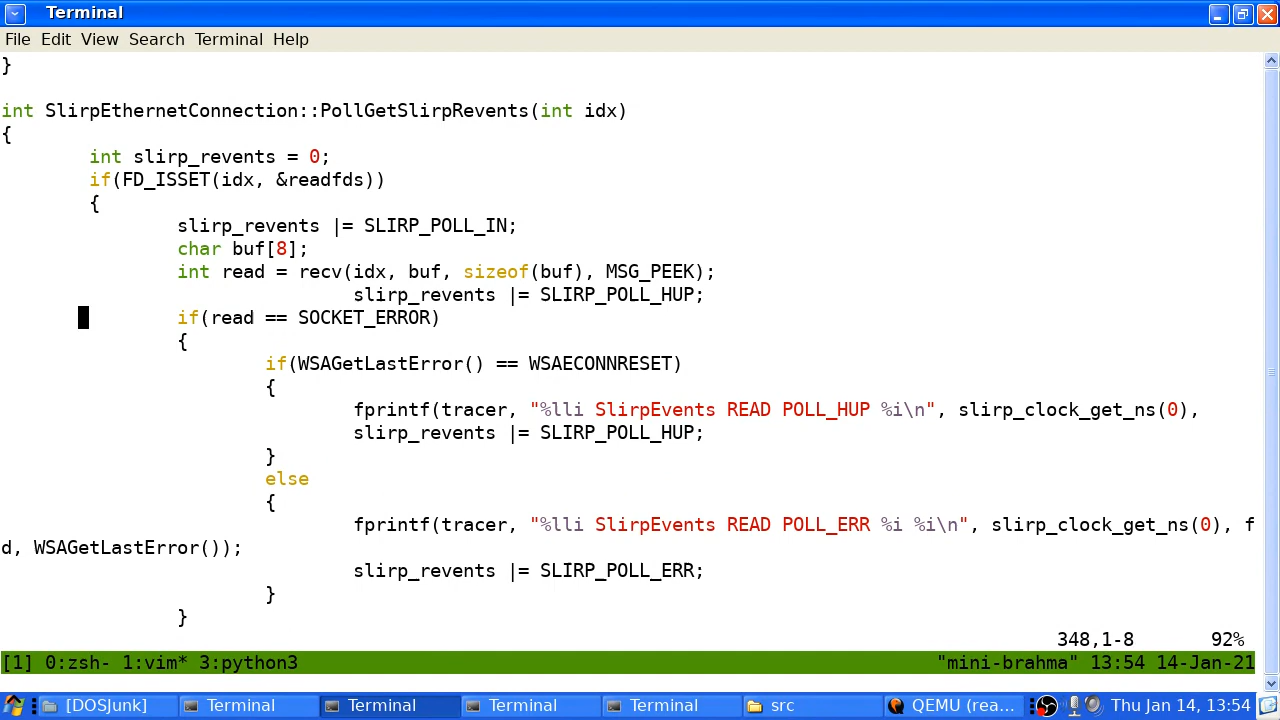 Terminal
File Edit View Search Terminal Help
}
int SlirpEthernetConnection::PollGetSlirpRevents(int idx)
{
int slirp_revents = 0;
if(FD_ISSET(idx, &readfds))
{
slirp_revents |= SLIRP_POLL_IN;
char buf[8];
int read = recv(idx, buf, sizeof(buf), MSG_PEEK);
slirp_revents |= SLIRP_POLL_HUP;
if(read == SOCKET_ERROR)
{
if(WSAGetLastError() == WSAECONNRESET)
{
fprintf(tracer, "%lli SlirpEvents READ POLL_HUP %i\n", slirp_clock_get_ns(0),
slirp_revents |= SLIRP_POLL_HUP;
}
else
{
fprintf(tracer, "%lli SlirpEvents READ POLL_ERR %i %i\n", slirp_clock_get_ns(0), f
d, WSAGetLastError());
slirp_revents |= SLIRP_POLL_ERR;
}
}
348,1-8 92%
[1] 0:zsh- 1:vim* 3:python3 "mini-brahma" 13:54 14-Jan-21
[DOSJunk] Terminal Terminal Terminal Terminal src QEMU (rea... Thu Jan 14, 13:54